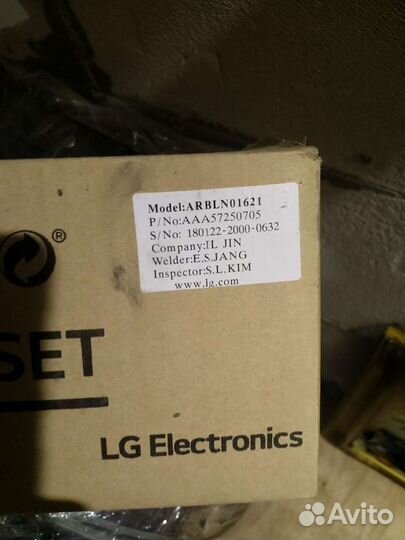 Model:ARBLN01621
P/No:AAA57250705
S/No: 180122-2000-0632
Company:IL JIN
Welder:E.S.JANG
Inspector:S.L.KIM
www.lg.com
®
SET
LG Electronics
Avito